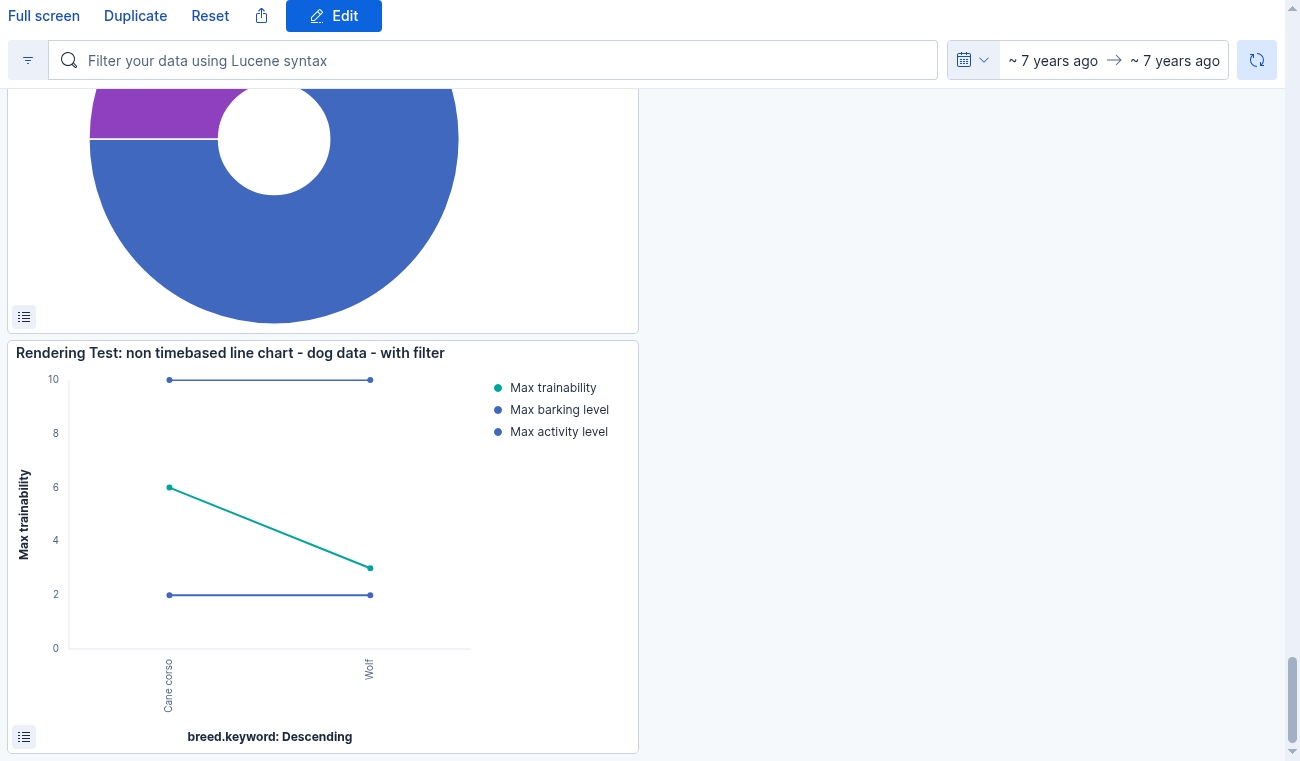 Full screen Duplicate Reset Edit
Filter your data using Lucene syntax ~ 7 years ago ~ 7 years ago
Rendering Test: non timebased line chart - dog data - with filter
Max trainability
10
8
6
4
2
0
Cane corso
Wolf
breed.keyword: Descending
Max trainability
Max barking level
Max activity level